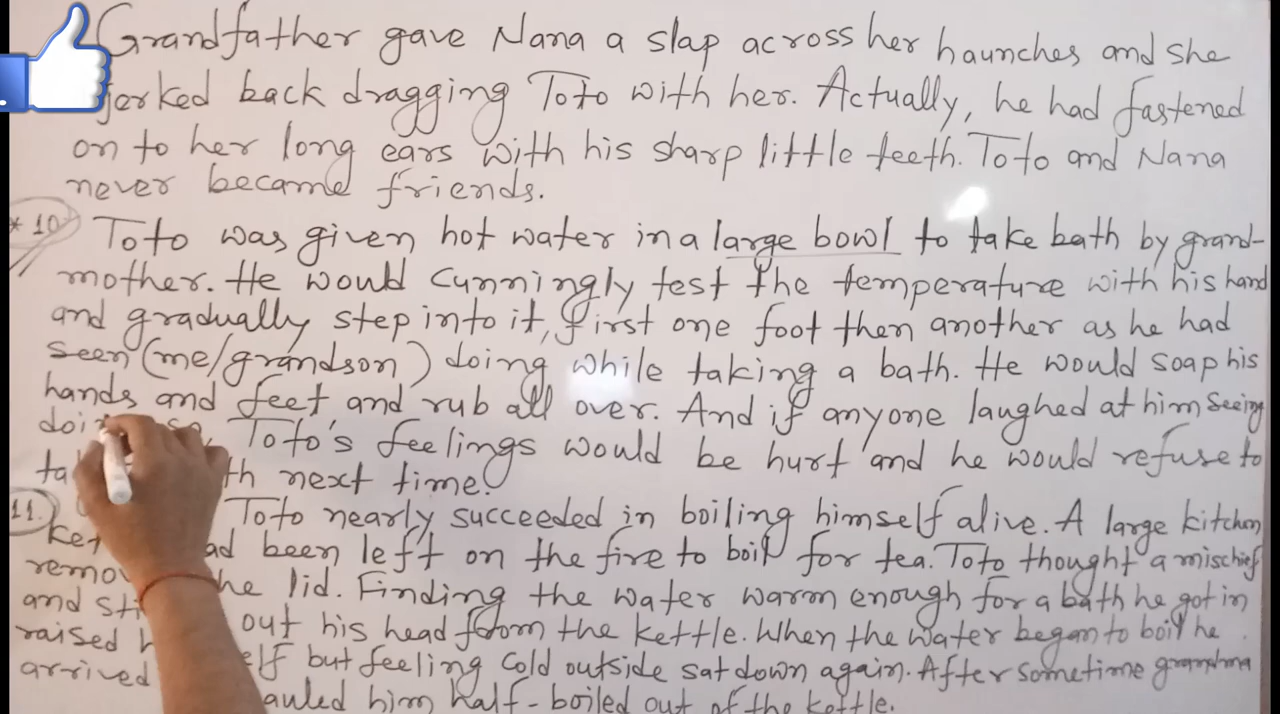 Grandfather gave Nana a slap across her haunches and she
jerked back dragging Toto with her. Actually, he had fastened
on to her long ears with his sharp little teeth. Toto and Nana
never became friends.
* 10. Toto was given hot water in a large bowl to take bath by grand-
mother. He would cunningly test the temperature with his hand
and gradually step into it, first one foot then another as he had
seen (me/grandson) doing while taking a bath. He would soap his
hands and feet and rub all over. And if anyone laughed at him seeing
so, Toto's feelings would be hurt and he would refuse to
next time.
11. Toto nearly succeeded in boiling himself alive. A large kitchen
been left on the fire to boil for tea. Toto thought a mischief
lid. Finding the water warm enough for a bath he got in
and out his head from the kettle. When the water began to boil he
raised but feeling cold outside sat down again. After sometime grandma
arrived him half-boiled out of the kettle.